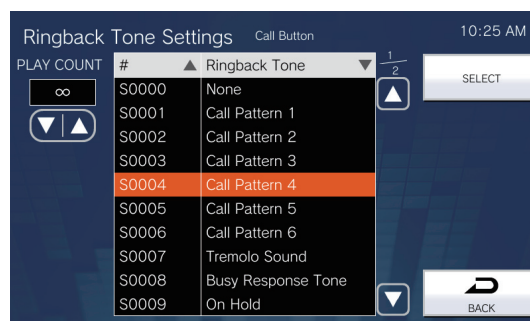 Ringback Tone Settings Call Button 10:25 AM
PLAY COUNT
∞
# Ringback Tone
S0000 None
S0001 Call Pattern 1
S0002 Call Pattern 2
S0003 Call Pattern 3
S0004 Call Pattern 4
S0005 Call Pattern 5
S0006 Call Pattern 6
S0007 Tremolo Sound
S0008 Busy Response Tone
S0009 On Hold
1
2
SELECT
BACK